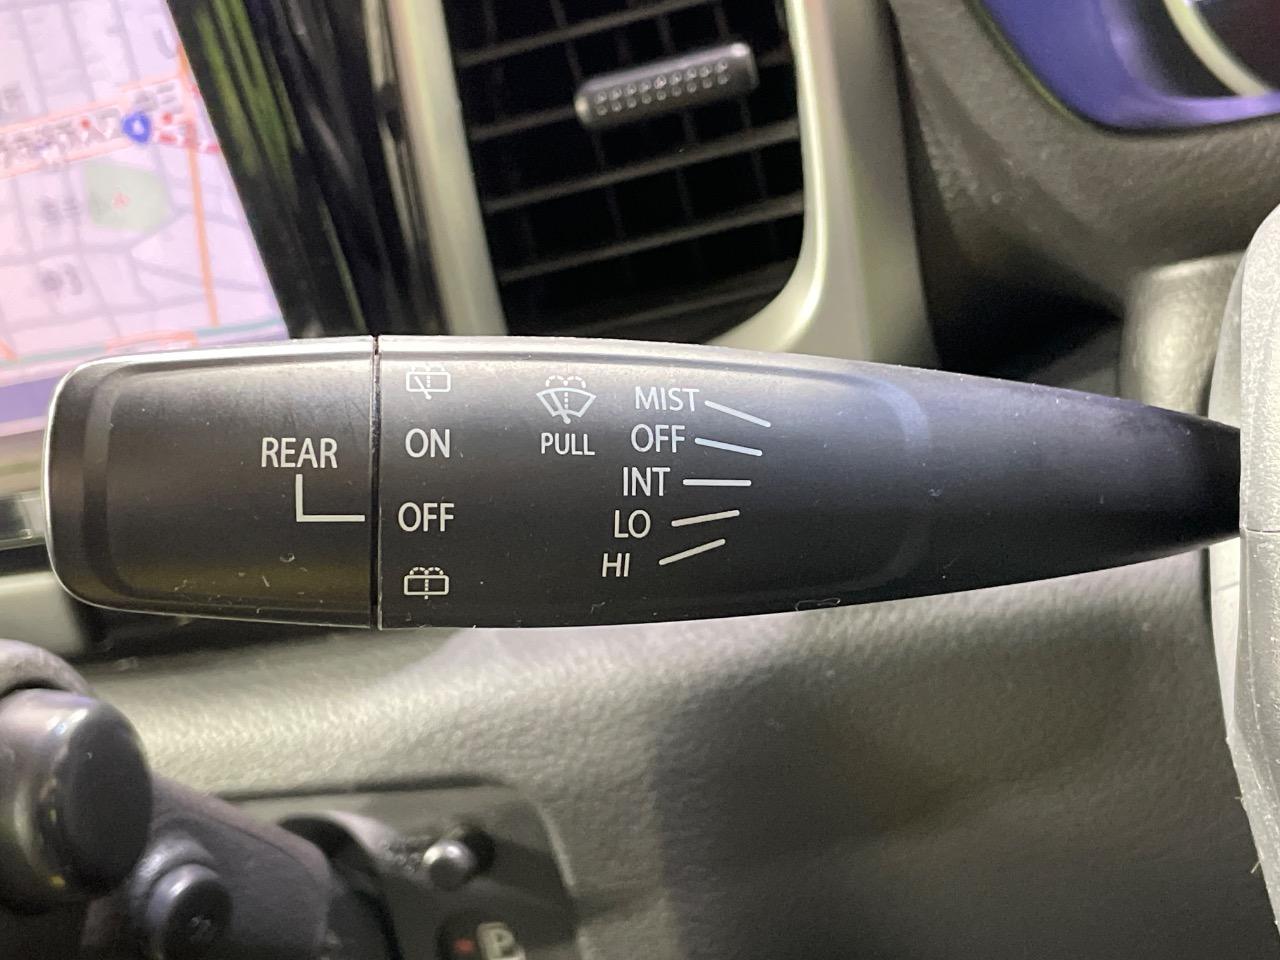 REAR
ON
OFF
PULL
MIST
OFF
INT
LO
HI
P